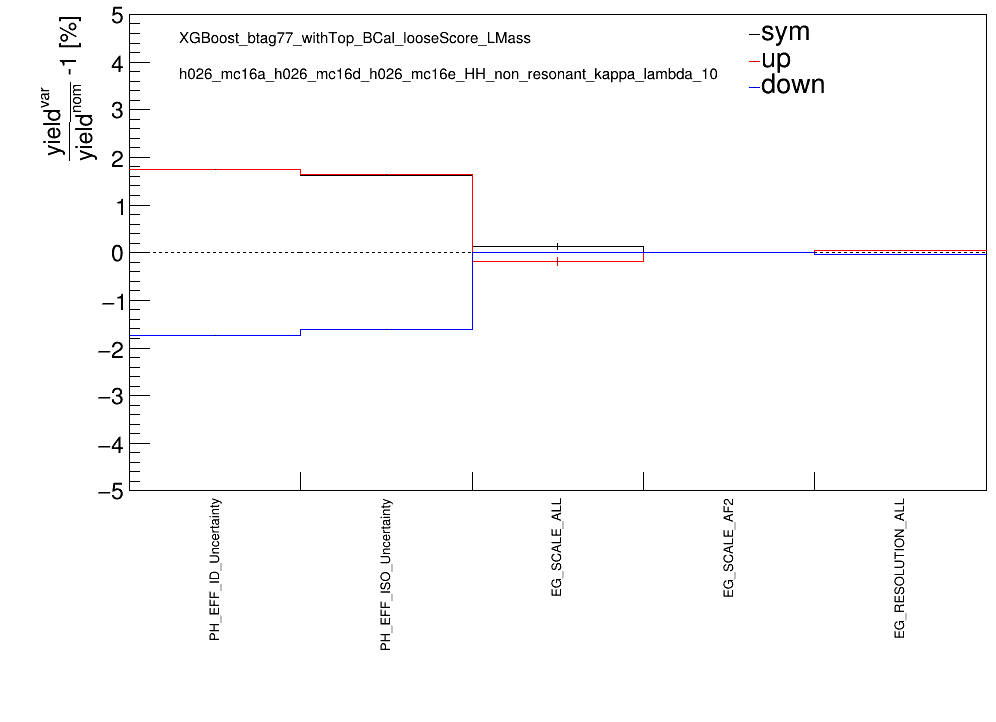 yield^var / yield^nom -1 [%]
XGBoost_btag77_withTop_BCal_looseScore_LMass
h026_mc16a_h026_mc16d_h026_mc16e_HH_non_resonant_kappa_lambda_10
sym
up
down
5
4
3
2
1
0
−1
−2
−3
−4
−5
PH_EFF_ID_Uncertainty
PH_EFF_ISO_Uncertainty
EG_SCALE_ALL
EG_SCALE_AF2
EG_RESOLUTION_ALL